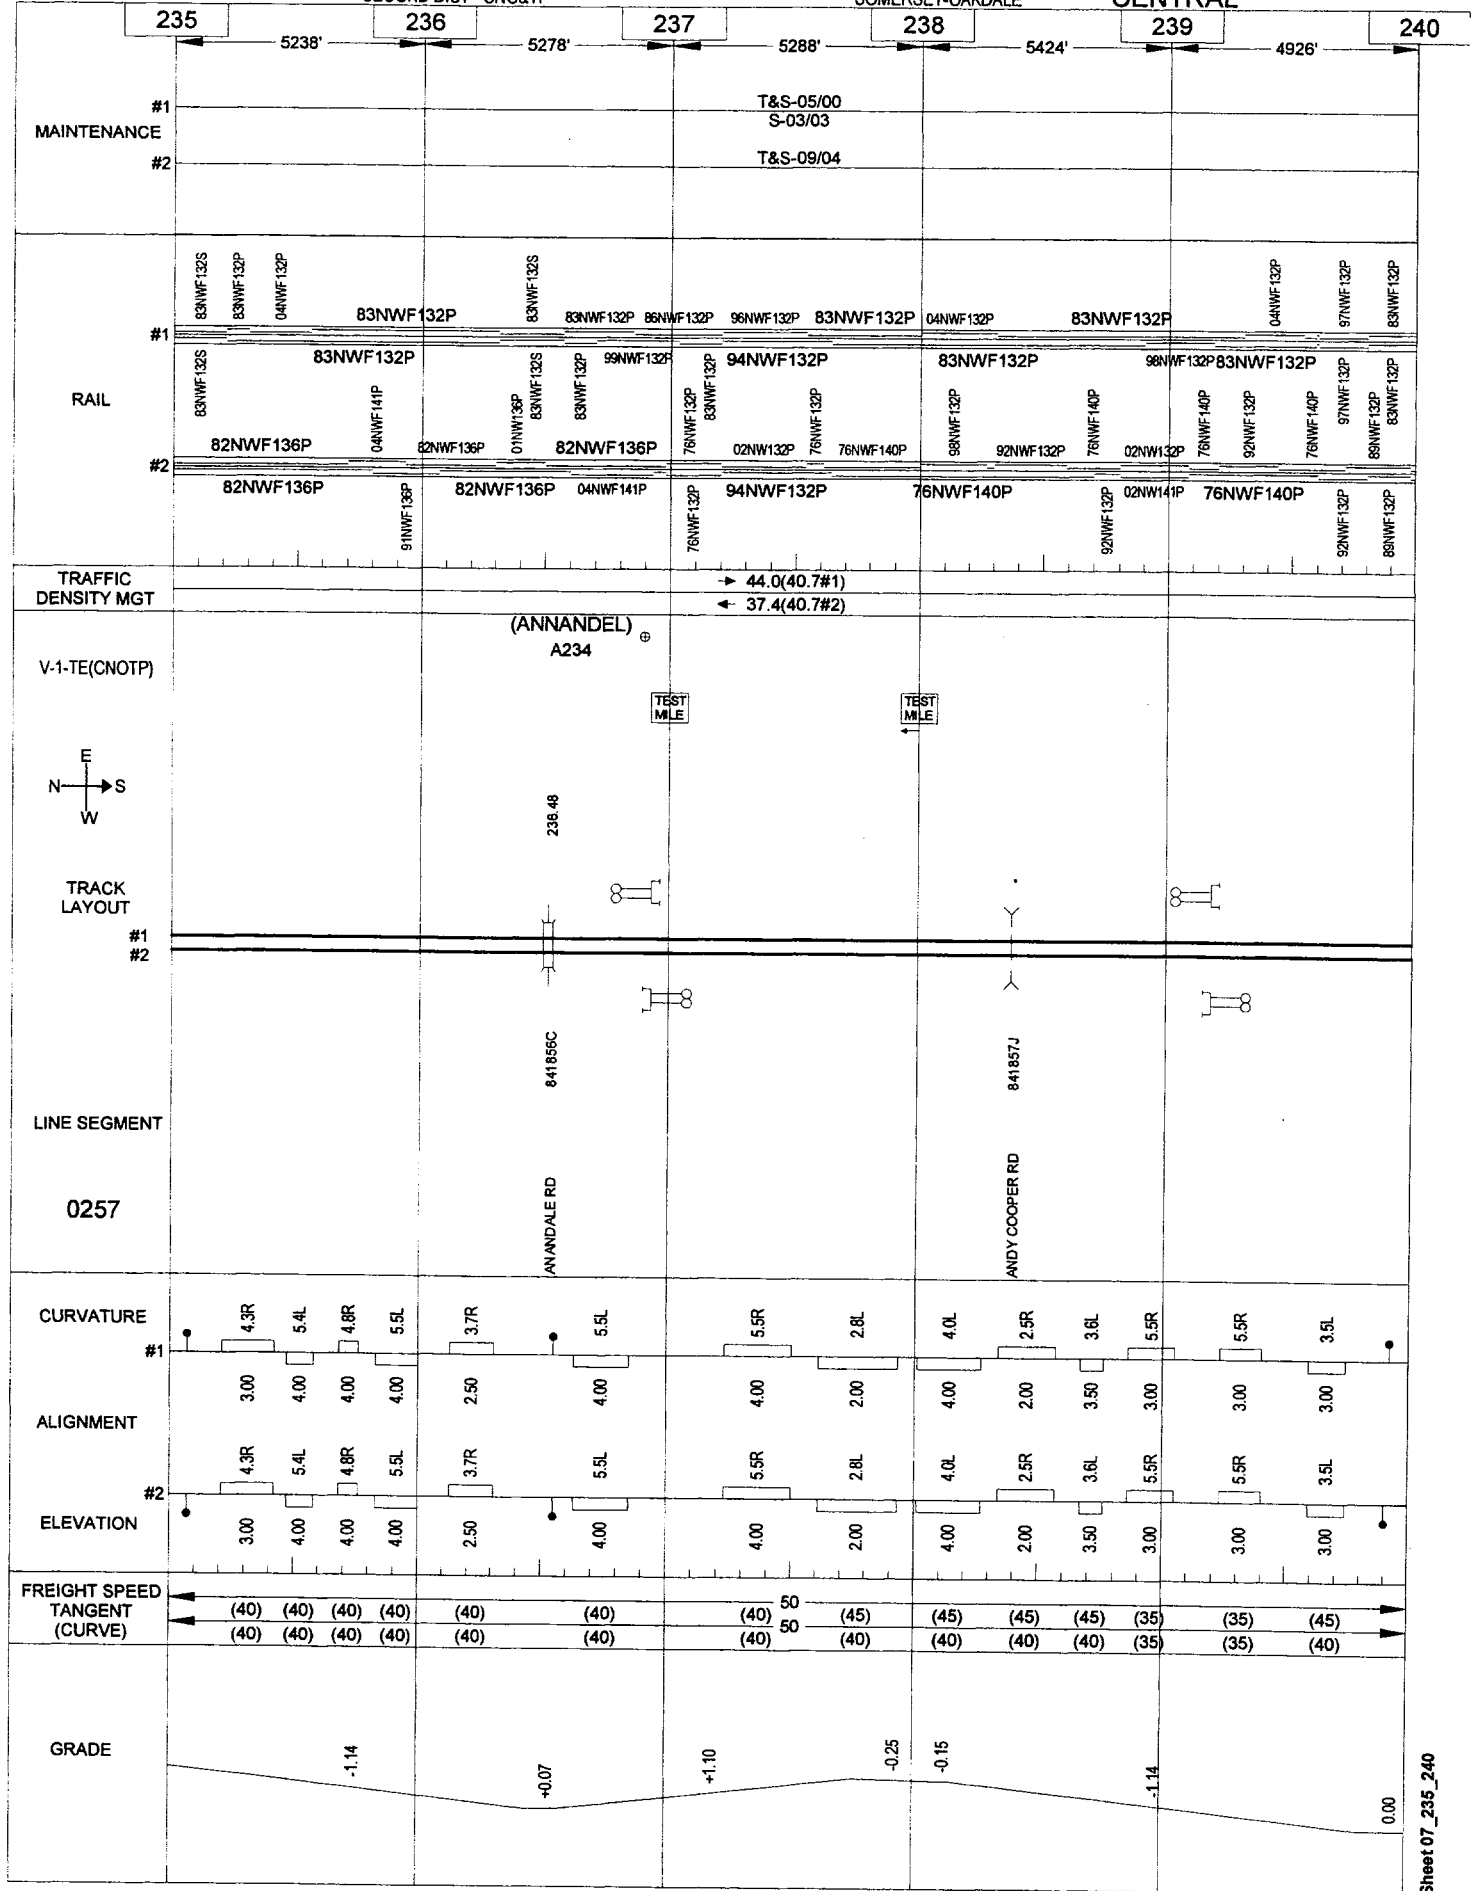 CENTRAL
235 236 237 238 239 240
5238' 5278' 5288' 5424' 4926'
MAINTENANCE
#1
T&S-05/00
S-03/03
#2
T&S-09/04
RAIL
83NWF132S 83NWF132P 04NWF132P 83NWF132P 83NWF132S 83NWF132P 86NWF132P 96NWF132P 83NWF132P 04NWF132P 83NWF132P 04NWF132P 97NWF132P 83NWF132P
#1
83NWF132S 83NWF132P 83NWF132S 83NWF132P 99NWF132P 83NWF132P 94NWF132P 83NWF132P 98NWF132P 83NWF132P 97NWF132P 83NWF132P
82NWF136P 04NWF141P 82NWF136P 01NW136P 82NWF136P 76NWF132P 02NW132P 76NWF132P 76NWF140P 98NWF132P 92NWF132P 76NWF140P 02NW132P 76NWF140P 92NWF132P 76NWF140P 89NWF132P
#2
82NWF136P 91NWF136P 82NWF136P 04NWF141P 76NWF132P 94NWF132P 76NWF140P 92NWF132P 02NW141P 76NWF140P 92NWF132P 89NWF132P
TRAFFIC
DENSITY MGT
44.0(40.7#1)
37.4(40.7#2)
(ANNANDEL)
A234
V-1-TE(CNOTP)
TEST
MILE
TEST
MILE
E
N S
W
236.48
TRACK
LAYOUT
#1
#2
841856C 841857J
LINE SEGMENT
0257
ANANDALE RD ANDY COOPER RD
CURVATURE
4.3R 5.4L 4.8R 5.5L 3.7R 5.5L 5.5R 2.8L 4.0L 2.5R 3.6L 5.5R 5.5R 3.5L
#1
3.00 4.00 4.00 4.00 2.50 4.00 4.00 2.00 4.00 2.00 3.50 3.00 3.00 3.00
ALIGNMENT
4.3R 5.4L 4.8R 5.5L 3.7R 5.5L 5.5R 2.8L 4.0L 2.5R 3.6L 5.5R 5.5R 3.5L
#2
ELEVATION
3.00 4.00 4.00 4.00 2.50 4.00 4.00 2.00 4.00 2.00 3.50 3.00 3.00 3.00
FREIGHT SPEED
TANGENT
(CURVE)
50
(40) (40) (40) (40) (40) (40) (40) (45) (45) (45) (45) (35) (35) (45)
50
(40) (40) (40) (40) (40) (40) (40) (40) (40) (40) (40) (35) (35) (40)
GRADE
-1.14 +0.07 +1.10 -0.25 -0.15 -1.14 0.00
Sheet 07_235_240